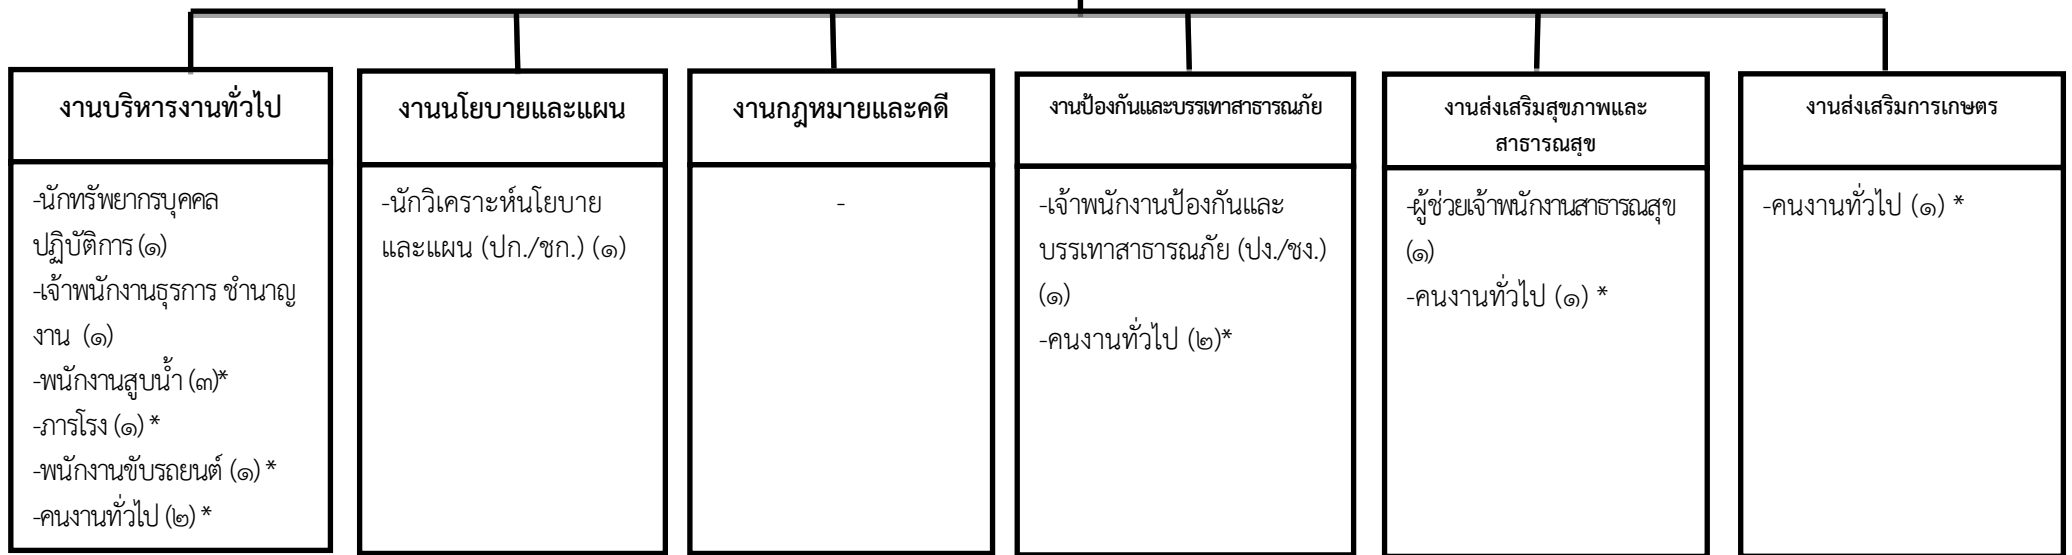 งานบริหารงานทั่วไป
-นักทรัพยากรบุคคล
ปฏิบัติการ (๑)
-เจ้าพนักงานธุรการ ชำนาญ
งาน (๑)
-พนักงานสูบน้ำ (๓)*
-ภารโรง (๑) *
-พนักงานขับรถยนต์ (๑) *
-คนงานทั่วไป (๒) *
งานนโยบายและแผน
-นักวิเคราะห์นโยบาย
และแผน (ปก./ชก.) (๑)
งานกฎหมายและคดี
-
งานป้องกันและบรรเทาสาธารณภัย
-เจ้าพนักงานป้องกันและ
บรรเทาสาธารณภัย (ปง./ชง.)
(๑)
-คนงานทั่วไป (๒)*
งานส่งเสริมสุขภาพและ
สาธารณสุข
-ผู้ช่วยเจ้าพนักงานสาธารณสุข
(๑)
-คนงานทั่วไป (๑) *
งานส่งเสริมการเกษตร
-คนงานทั่วไป (๑) *